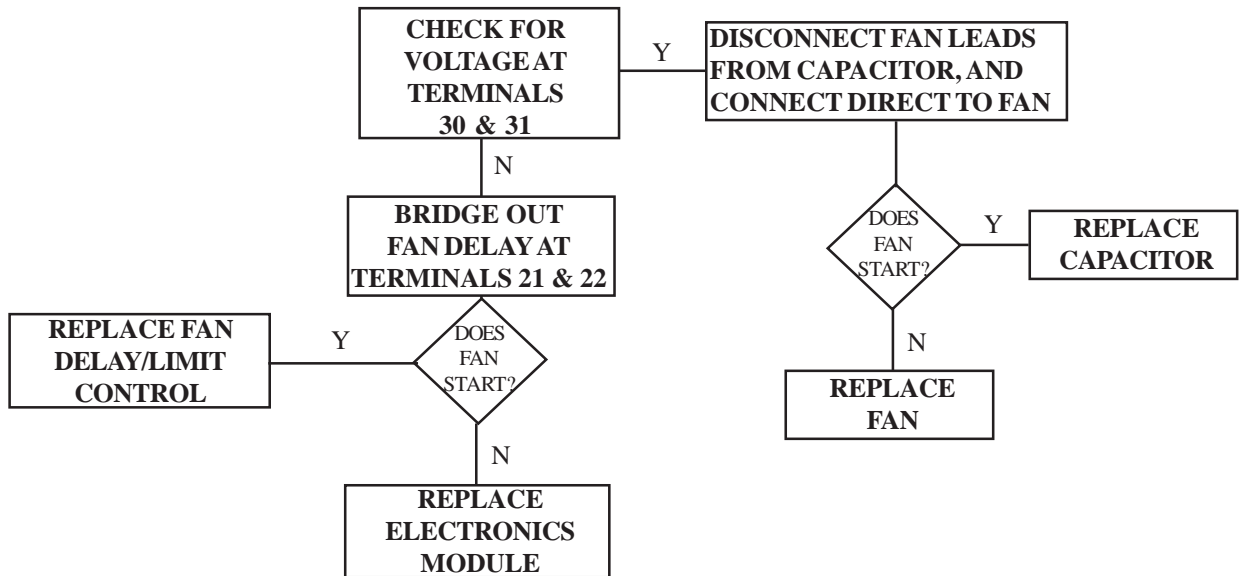 CHECK FOR
VOLTAGE AT
TERMINALS
30 & 31
Y
DISCONNECT FAN LEADS
FROM CAPACITOR, AND
CONNECT DIRECT TO FAN
N
BRIDGE OUT
FAN DELAY AT
TERMINALS 21 & 22
DOES
FAN
START?
Y
REPLACE
CAPACITOR
REPLACE FAN
DELAY/LIMIT
CONTROL
Y
DOES
FAN
START?
N
REPLACE
FAN
N
REPLACE
ELECTRONICS
MODULE